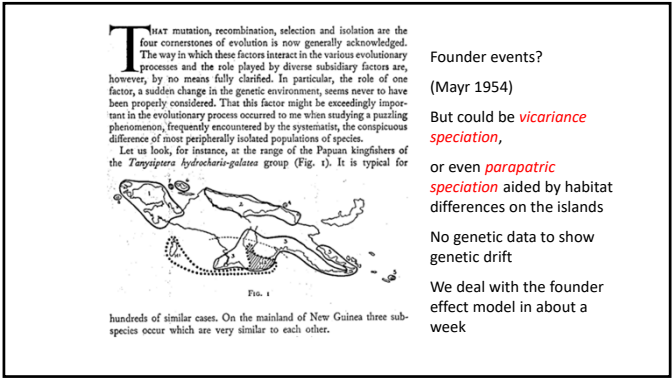 THAT mutation, recombination, selection and isolation are the
four cornerstones of evolution is now generally acknowledged.
The way in which these factors interact in the various evolutionary
processes and the role played by diverse subsidiary factors are,
however, by no means fully clarified. In particular, the role of one
factor, a sudden change in the genetic environment, seems never to have
been properly considered. That this factor might be exceedingly impor-
tant in the evolutionary process occurred to me when studying a puzzling
phenomenon, frequently encountered by the systematist, the conspicuous
difference of most peripherally isolated populations of species.
Let us look, for instance, at the range of the Papuan kingfishers of
the Tanysiptera hydrocharis-galatea group (Fig. 1). It is typical for
1
2
3
3
3
FIG. 1
hundreds of similar cases. On the mainland of New Guinea three sub-
species occur which are very similar to each other.
Founder events?
(Mayr 1954)
But could be vicariance
speciation,
or even parapatric
speciation aided by habitat
differences on the islands
No genetic data to show
genetic drift
We deal with the founder
effect model in about a
week